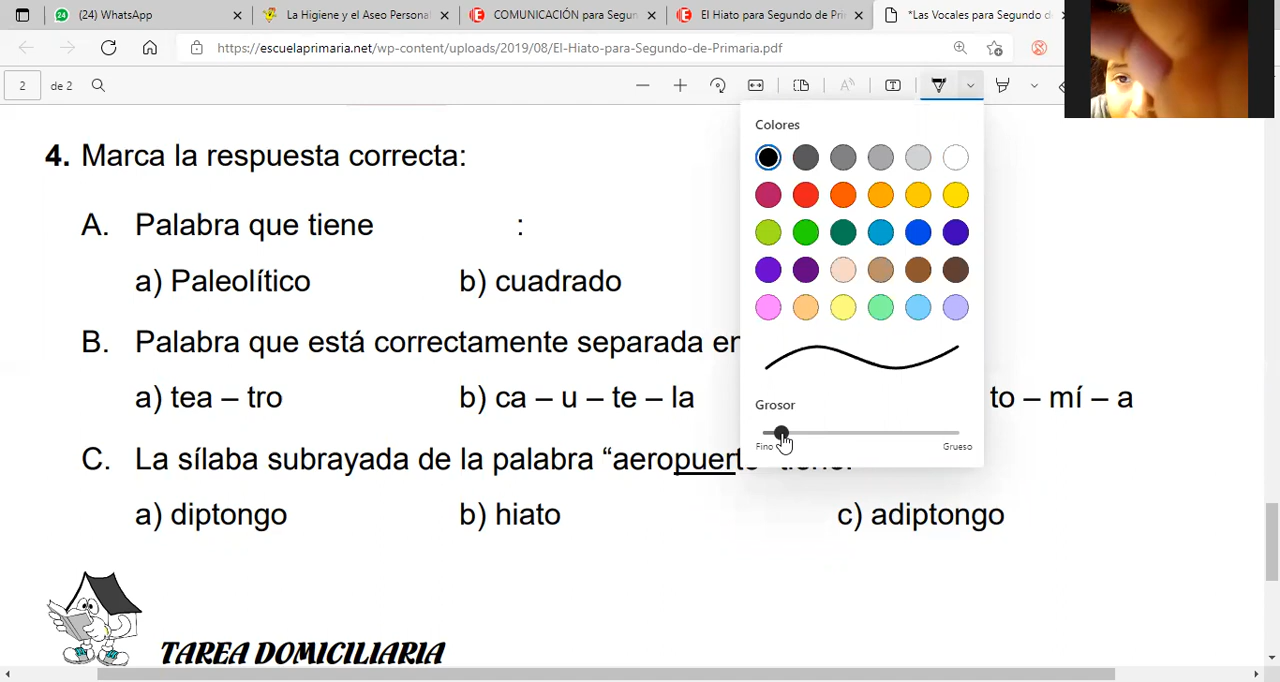 (24) WhatsApp
La Higiene y el Aseo Personal
COMUNICACIÓN para Segun
El Hiato para Segundo de Pri
*Las Vocales para Segundo d
https://escuelaprimaria.net/wp-content/uploads/2019/08/El-Hiato-para-Segundo-de-Primaria.pdf
2 de 2
Colores
4. Marca la respuesta correcta:
A. Palabra que tiene :
a) Paleolítico b) cuadrado
B. Palabra que está correctamente separada en
a) tea – tro b) ca – u – te – la to – mí – a
Grosor
Fino Grueso
C. La sílaba subrayada de la palabra “aeropuerto” tiene:
a) diptongo b) hiato c) adiptongo
TAREA DOMICILIARIA